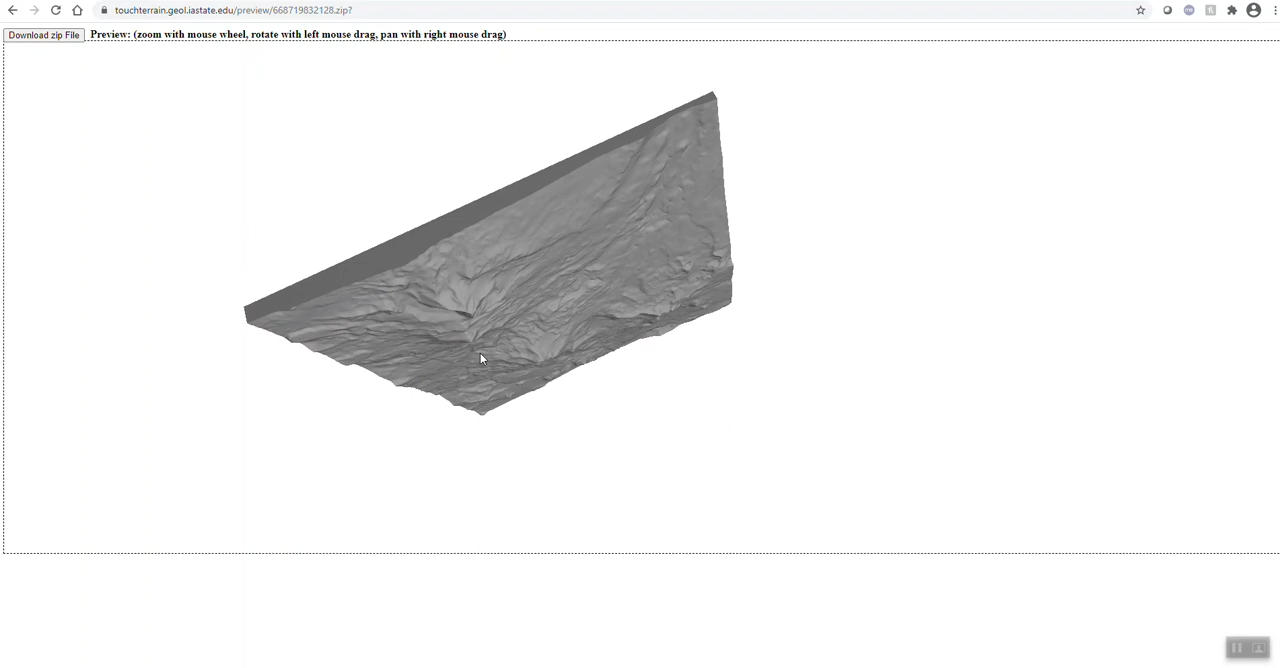 touchterrain.geol.iastate.edu/preview/668719832128.zip?
Download zip File Preview: (zoom with mouse wheel, rotate with left mouse drag, pan with right mouse drag)